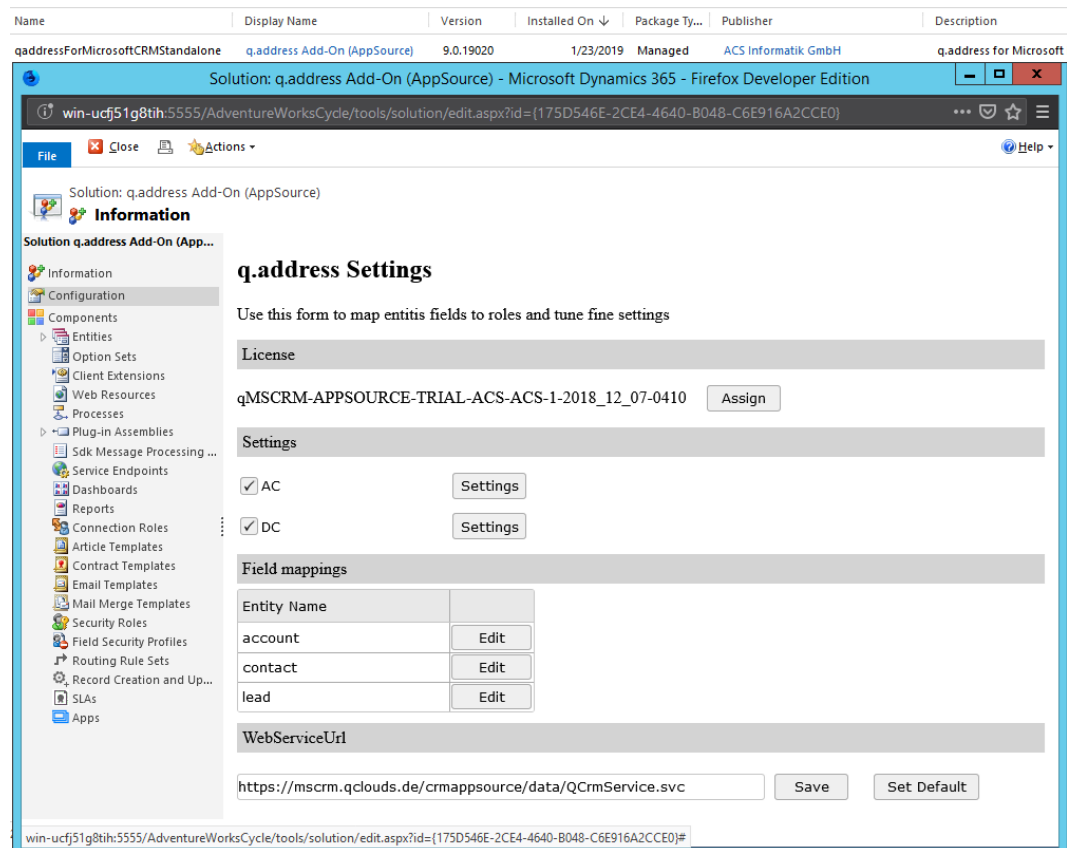 Name Display Name Version Installed On ↓ Package Ty... Publisher Description
qaddressForMicrosoftCRMStandalone q.address Add-On (AppSource) 9.0.19020 1/23/2019 Managed ACS Informatik GmbH q.address for Microsoft
Solution: q.address Add-On (AppSource) - Microsoft Dynamics 365 - Firefox Developer Edition
win-ucfj51g8tih:5555/AdventureWorksCycle/tools/solution/edit.aspx?id={175D546E-2CE4-4640-B048-C6E916A2CCE0}
File Close Actions Help
Solution: q.address Add-On (AppSource)
Information
Solution q.address Add-On (App...
Information
Configuration
Components
Entities
Option Sets
Client Extensions
Web Resources
Processes
Plug-in Assemblies
Sdk Message Processing ...
Service Endpoints
Dashboards
Reports
Connection Roles
Article Templates
Contract Templates
Email Templates
Mail Merge Templates
Security Roles
Field Security Profiles
Routing Rule Sets
Record Creation and Up...
SLAs
Apps
q.address Settings
Use this form to map entitis fields to roles and tune fine settings
License
qMSCRM-APPSOURCE-TRIAL-ACS-ACS-1-2018_12_07-0410 Assign
Settings
AC Settings
DC Settings
Field mappings
Entity Name
account Edit
contact Edit
lead Edit
WebServiceUrl
https://mscrm.qclouds.de/crmappsource/data/QCrmService.svc Save Set Default
win-ucfj51g8tih:5555/AdventureWorksCycle/tools/solution/edit.aspx?id={175D546E-2CE4-4640-B048-C6E916A2CCE0}#